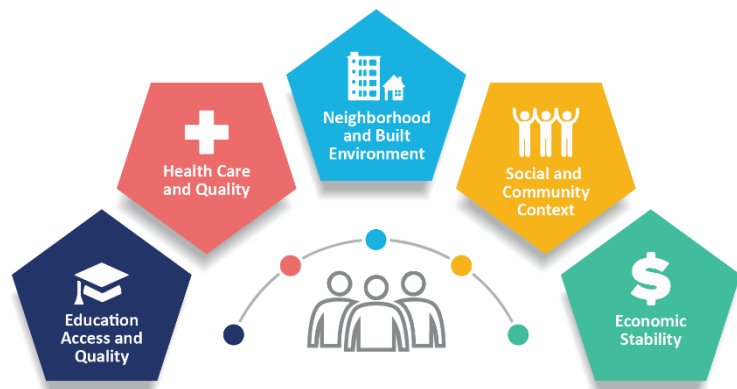 Neighborhood
and Built
Environment
Health Care
and Quality
Social and
Community
Context
Education
Access and
Quality
$
Economic
Stability